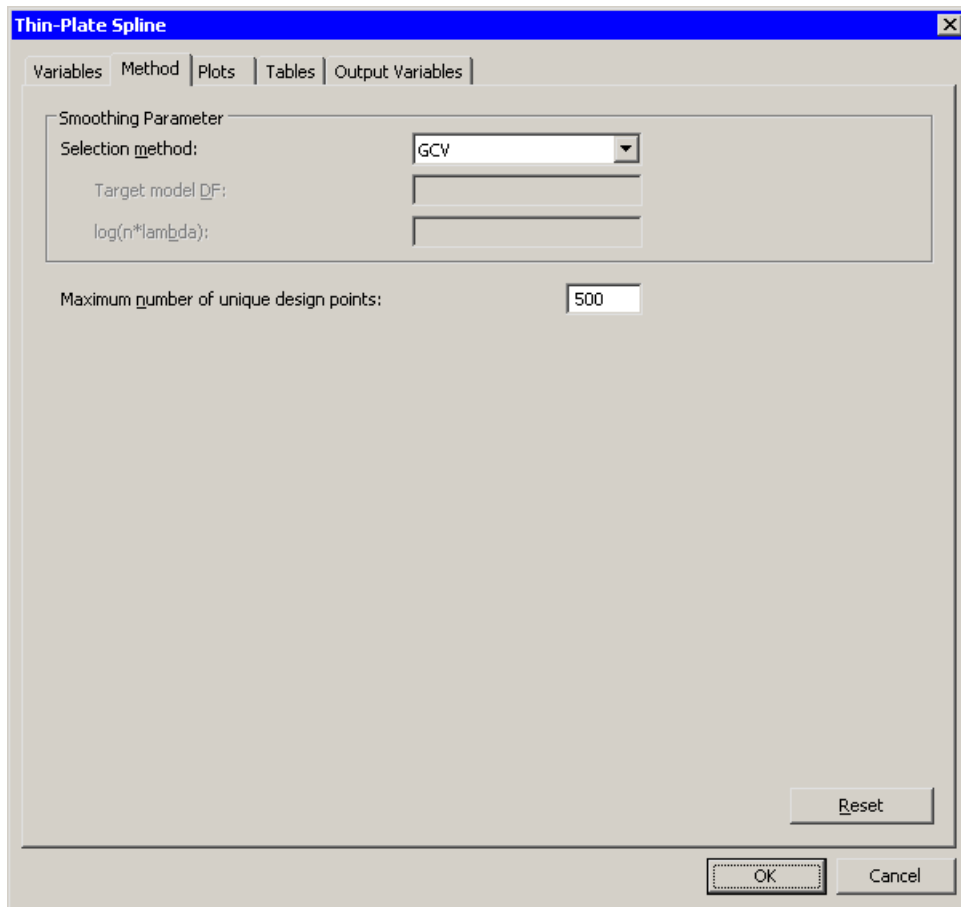 Thin-Plate Spline
Variables Method Plots Tables Output Variables
Smoothing Parameter
Selection method: GCV
Target model DF:
log(n*lambda):
Maximum number of unique design points: 500
Reset
OK Cancel